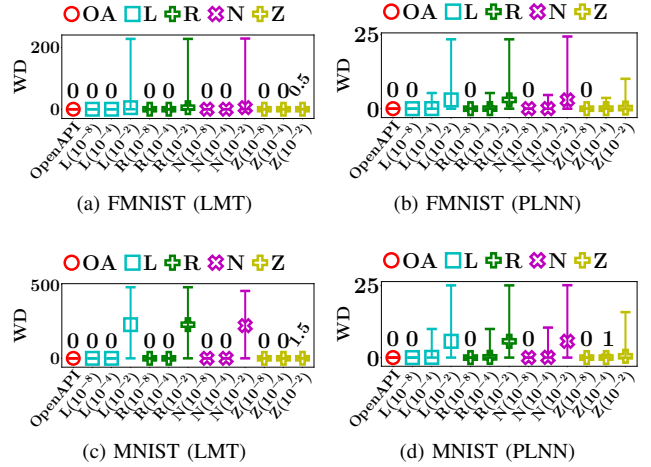 OA L R N Z
200
0
WD
0 0 0 0 0 0 0 0 0 0.5
OpenAPI L(10⁻⁸) L(10⁻⁴) L(10⁻²) R(10⁻⁸) R(10⁻⁴) R(10⁻²) N(10⁻⁸) N(10⁻⁴) N(10⁻²) Z(10⁻⁸) Z(10⁻⁴) Z(10⁻²)
(a) FMNIST (LMT)
OA L R N Z
25
0
WD
0 0 0 0 0
OpenAPI L(10⁻⁸) L(10⁻⁴) L(10⁻²) R(10⁻⁸) R(10⁻⁴) R(10⁻²) N(10⁻⁸) N(10⁻⁴) N(10⁻²) Z(10⁻⁸) Z(10⁻⁴) Z(10⁻²)
(b) FMNIST (PLNN)
OA L R N Z
500
0
WD
0 0 0 0 0 0 0 0 0 1.5
OpenAPI L(10⁻⁸) L(10⁻⁴) L(10⁻²) R(10⁻⁸) R(10⁻⁴) R(10⁻²) N(10⁻⁸) N(10⁻⁴) N(10⁻²) Z(10⁻⁸) Z(10⁻⁴) Z(10⁻²)
(c) MNIST (LMT)
OA L R N Z
25
0
WD
0 0 0 0 0 1
OpenAPI L(10⁻⁸) L(10⁻⁴) L(10⁻²) R(10⁻⁸) R(10⁻⁴) R(10⁻²) N(10⁻⁸) N(10⁻⁴) N(10⁻²) Z(10⁻⁸) Z(10⁻⁴) Z(10⁻²)
(d) MNIST (PLNN)